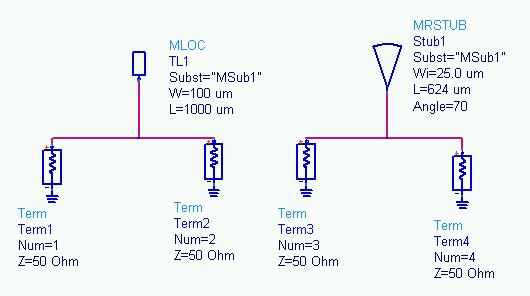 MLOC
TL1
Subst="MSub1"
W=100 um
L=1000 um
MRSTUB
Stub1
Subst="MSub1"
Wi=25.0 um
L=624 um
Angle=70
Term
Term1
Num=1
Z=50 Ohm
Term
Term2
Num=2
Z=50 Ohm
Term
Term3
Num=3
Z=50 Ohm
Term
Term4
Num=4
Z=50 Ohm